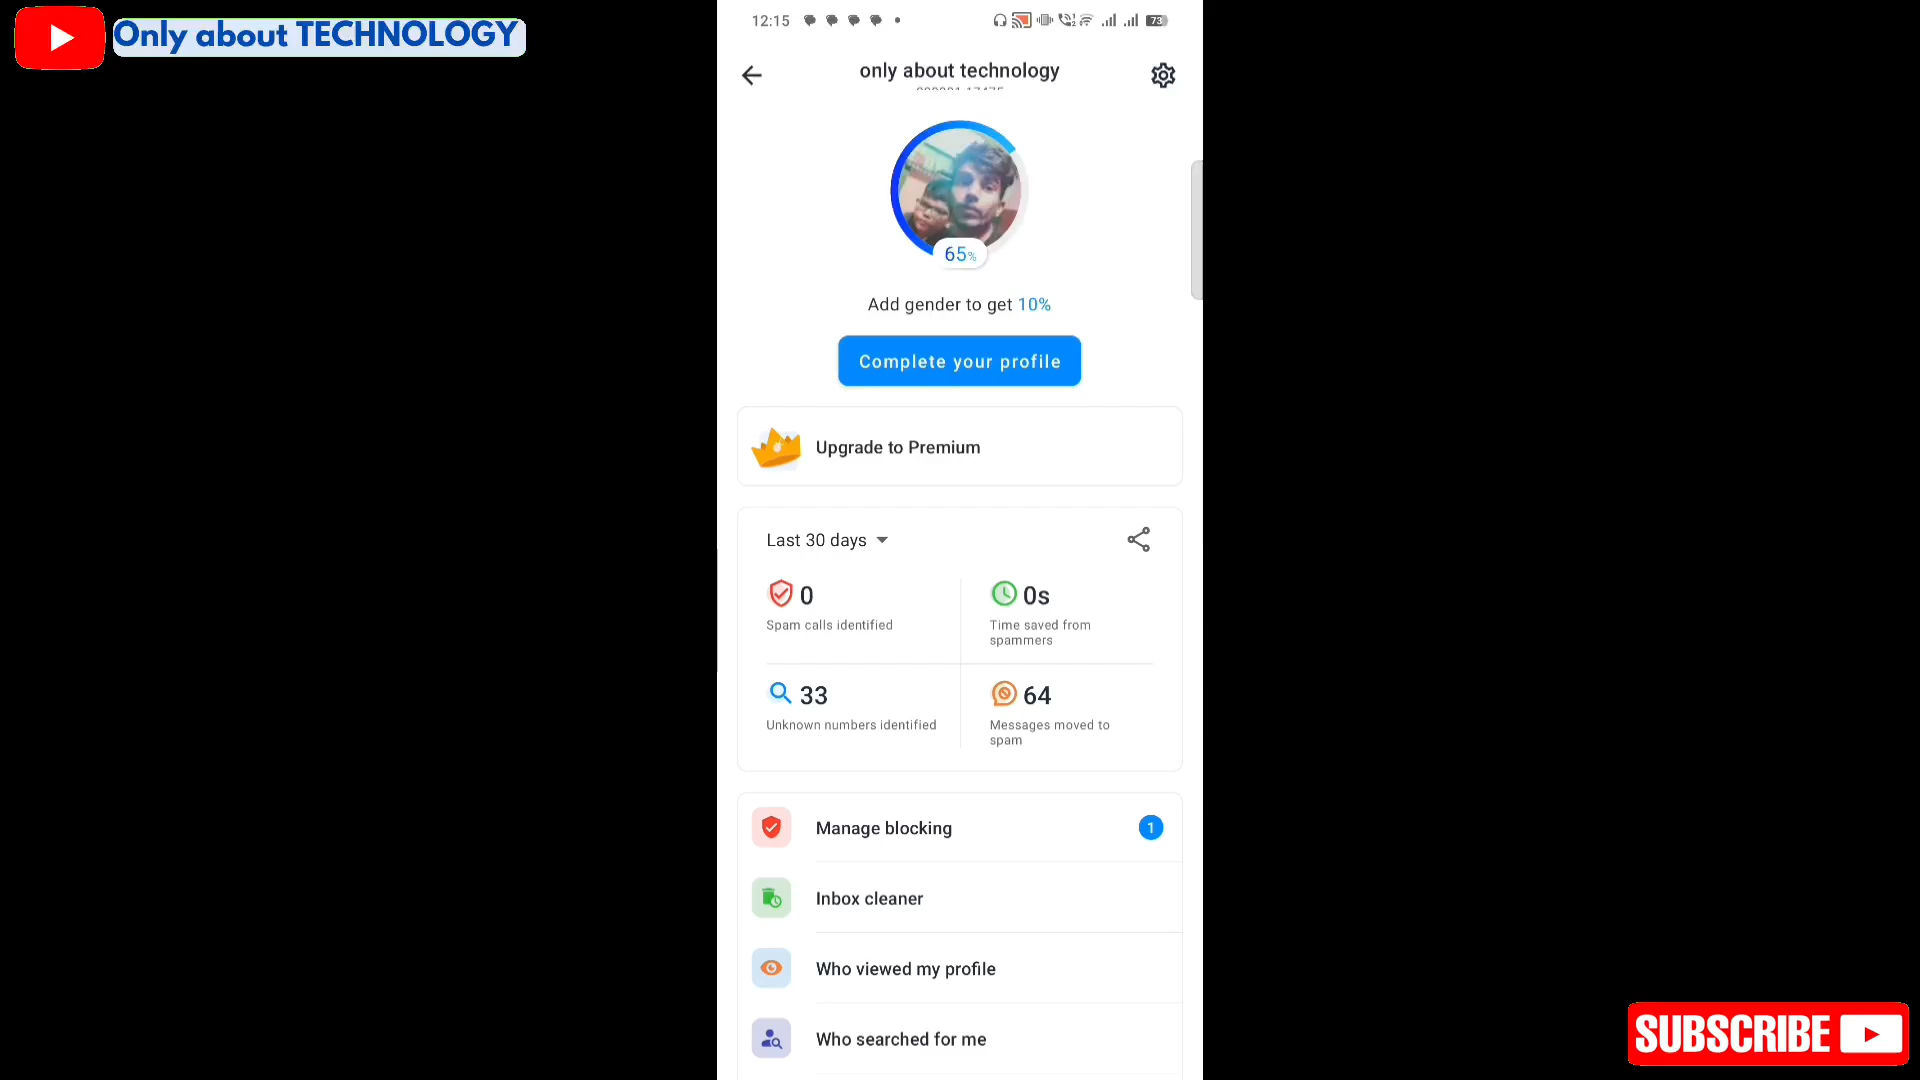 Only about TECHNOLOGY
12:15
73
only about technology
65%
Add gender to get 10%
Complete your profile
Upgrade to Premium
Last 30 days
0
Spam calls identified
0s
Time saved from
spammers
33
Unknown numbers identified
64
Messages moved to
spam
Manage blocking
1
Inbox cleaner
Who viewed my profile
Who searched for me
SUBSCRIBE